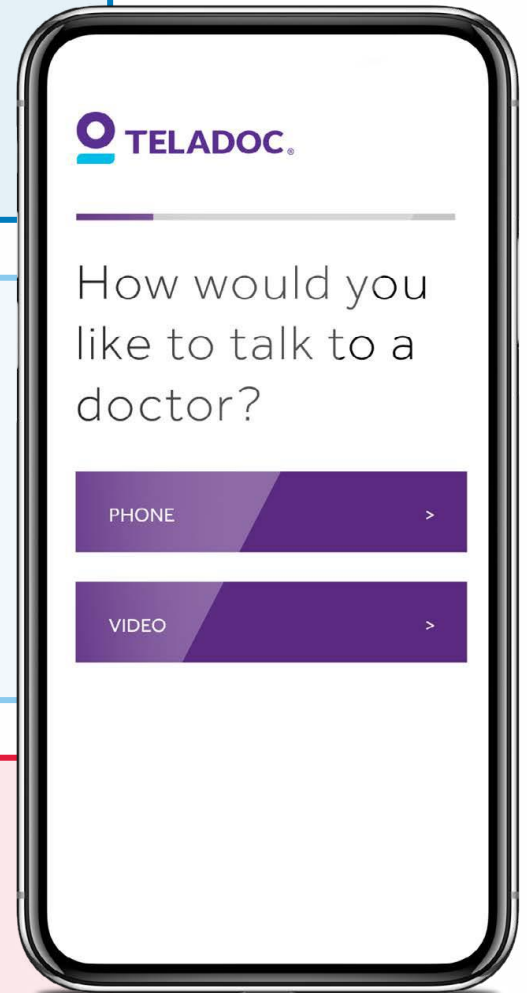 TELADOC®
How would you
like to talk to a
doctor?
PHONE >
VIDEO >